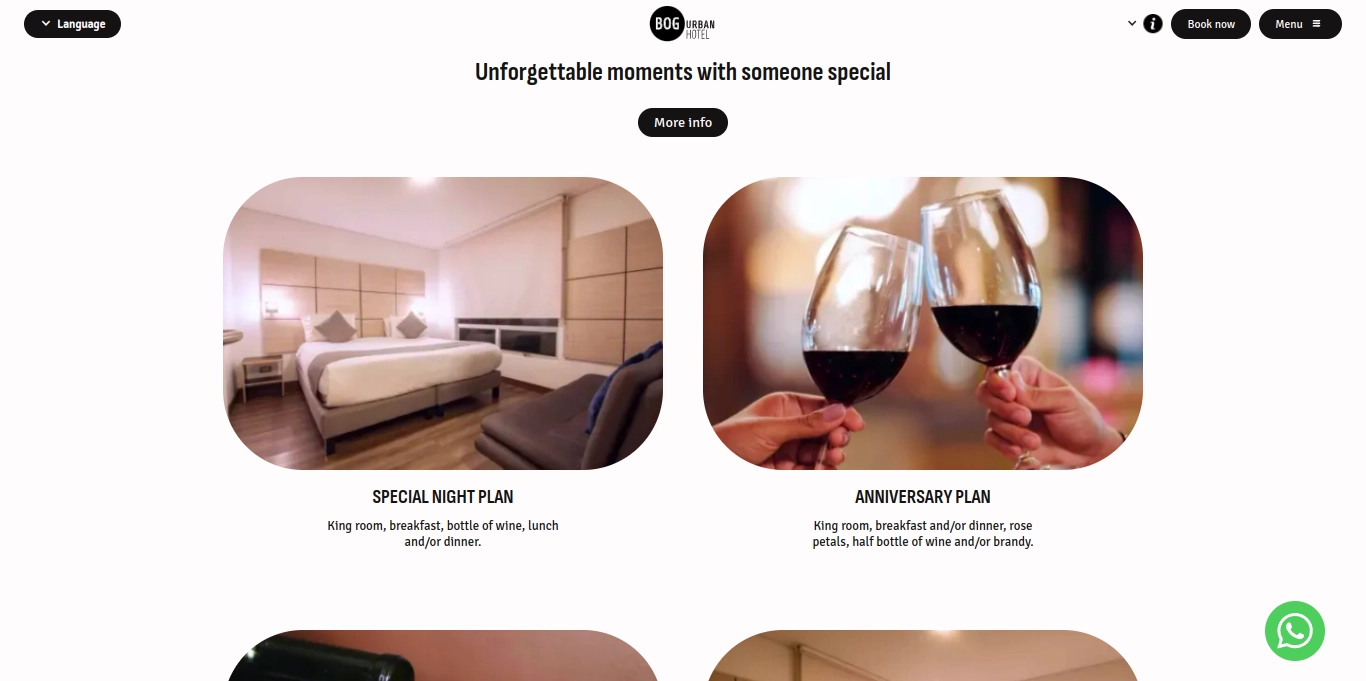 Language
BOG URBAN
HOTEL
i
Book now
Menu
Unforgettable moments with someone special
More info
SPECIAL NIGHT PLAN
King room, breakfast, bottle of wine, lunch
and/or dinner.
ANNIVERSARY PLAN
King room, breakfast and/or dinner, rose
petals, half bottle of wine and/or brandy.